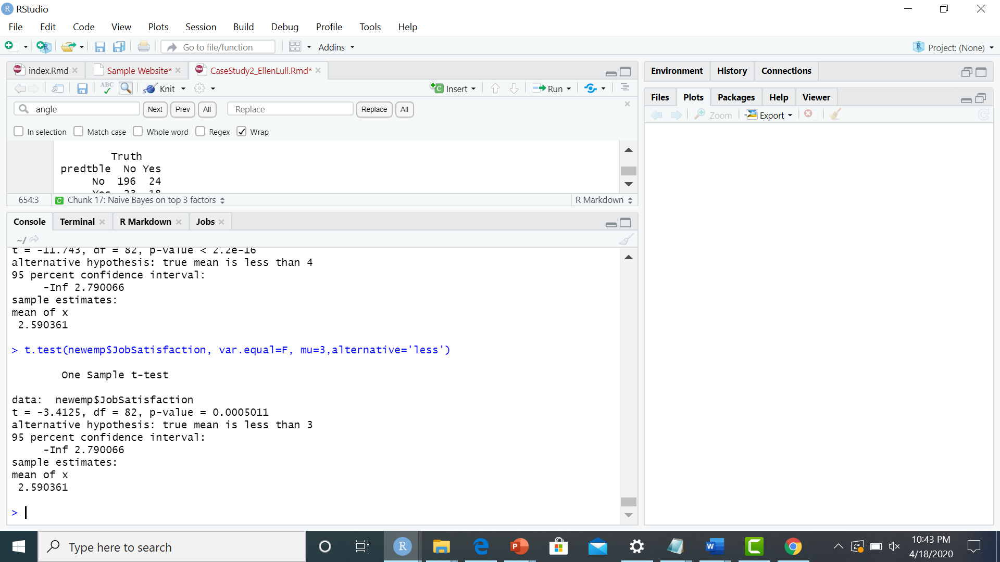 RStudio
File Edit Code View Plots Session Build Debug Profile Tools Help
Go to file/function Addins Project: (None)
index.Rmd Sample Website* CaseStudy2_EllenLull.Rmd*
ABC Knit Insert Run
angle Next Prev All Replace Replace All
In selection Match case Whole word Regex Wrap
Truth
predtble No Yes
No 196 24
Yes 23 18
654:3 Chunk 17: Naive Bayes on top 3 factors R Markdown
Console Terminal R Markdown Jobs
~/
t = -11.743, df = 82, p-value < 2.2e-16
alternative hypothesis: true mean is less than 4
95 percent confidence interval:
-Inf 2.790066
sample estimates:
mean of x
2.590361
> t.test(newemp$JobSatisfaction, var.equal=F, mu=3,alternative='less')
One Sample t-test
data: newemp$JobSatisfaction
t = -3.4125, df = 82, p-value = 0.0005011
alternative hypothesis: true mean is less than 3
95 percent confidence interval:
-Inf 2.790066
sample estimates:
mean of x
2.590361
>
Environment History Connections
Files Plots Packages Help Viewer
Zoom Export
Type here to search
10:43 PM
4/18/2020